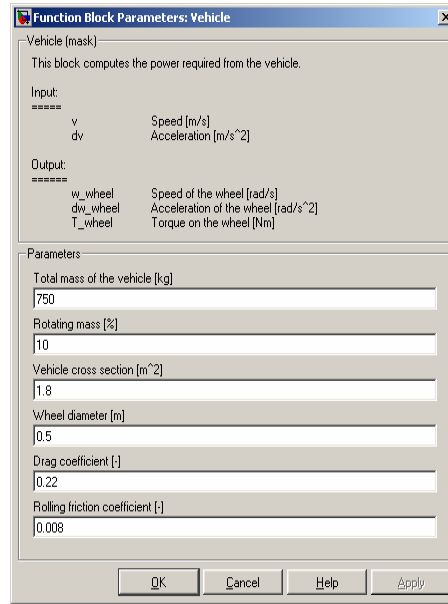 Function Block Parameters: Vehicle
Vehicle (mask)
This block computes the power required from the vehicle.
Input:
=====
v Speed [m/s]
dv Acceleration [m/s^2]
Output:
======
w_wheel Speed of the wheel [rad/s]
dw_wheel Acceleration of the wheel [rad/s^2]
T_wheel Torque on the wheel [Nm]
Parameters
Total mass of the vehicle [kg]
750
Rotating mass [%]
10
Vehicle cross section [m^2]
1.8
Wheel diameter [m]
0.5
Drag coefficient [-]
0.22
Rolling friction coefficient [-]
0.008
OK Cancel Help Apply